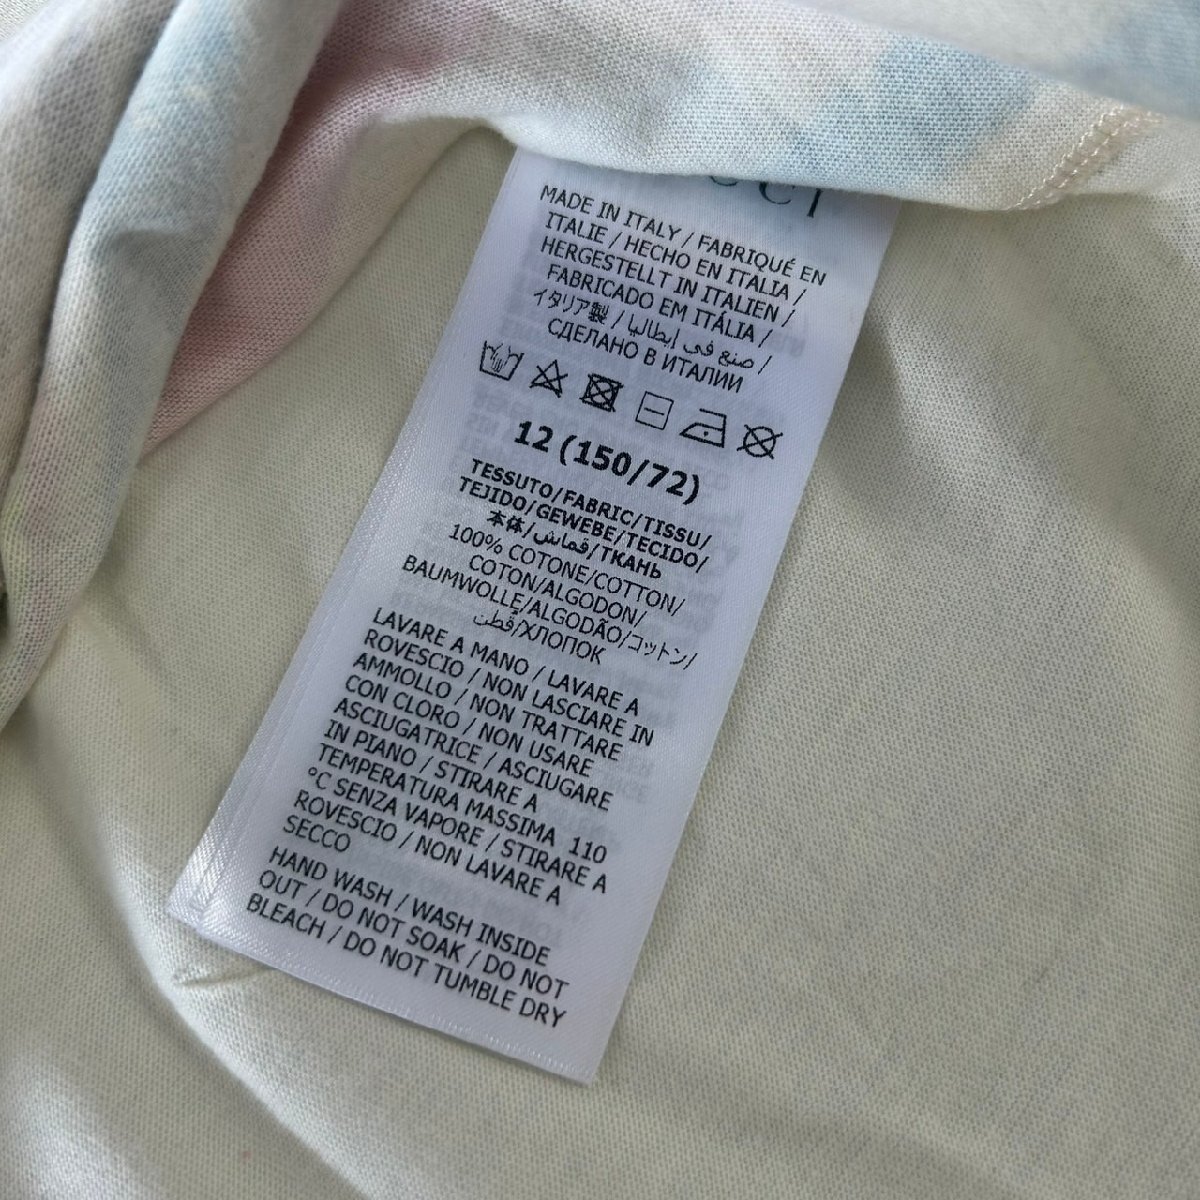 MADE IN ITALY / FABRIQUÉ EN
ITALIE / HECHO EN ITALIA /
HERGESTELLT IN ITALIEN /
FABRICADO EM ITÁLIA /
イタリア製 / صنع في إيطاليا /
СДЕЛАНО В ИТАЛИИ
12 (150/72)
TESSUTO/FABRIC/TISSU/
TEJIDO/GEWEBE/TECIDO/
本体/قماش/ТКАНЬ
100% COTONE/COTTON/
COTON/ALGODON/
BAUMWOLLE/ALGODÃO/コットン/
قطن/ХЛОПОК
LAVARE A MANO / LAVARE A
ROVESCIO / NON LASCIARE IN
AMMOLLO / NON TRATTARE
CON CLORO / NON USARE
ASCIUGATRICE / ASCIUGARE
IN PIANO / STIRARE A
TEMPERATURA MASSIMA 110
°C SENZA VAPORE / STIRARE A
ROVESCIO / NON LAVARE A
SECCO
HAND WASH / WASH INSIDE
OUT / DO NOT SOAK / DO NOT
BLEACH / DO NOT TUMBLE DRY